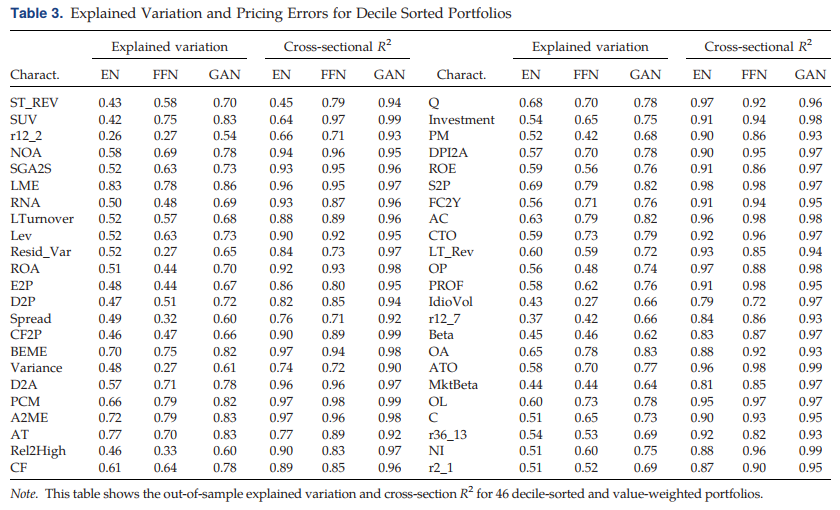 Table 3. Explained Variation and Pricing Errors for Decile Sorted Portfolios
Explained variation Cross-sectional R² Explained variation Cross-sectional R²
Charact. EN FFN GAN EN FFN GAN Charact. EN FFN GAN EN FFN GAN
ST_REV 0.43 0.58 0.70 0.45 0.79 0.94 Q 0.68 0.70 0.78 0.97 0.92 0.96
SUV 0.42 0.75 0.83 0.64 0.97 0.99 Investment 0.54 0.65 0.75 0.91 0.94 0.98
r12_2 0.26 0.27 0.54 0.66 0.71 0.93 PM 0.52 0.42 0.68 0.90 0.86 0.93
NOA 0.58 0.69 0.78 0.94 0.96 0.95 DPI2A 0.57 0.70 0.78 0.90 0.95 0.97
SGA2S 0.52 0.63 0.73 0.93 0.95 0.96 ROE 0.59 0.56 0.76 0.91 0.86 0.97
LME 0.83 0.78 0.86 0.96 0.95 0.97 S2P 0.69 0.79 0.82 0.98 0.98 0.97
RNA 0.50 0.48 0.69 0.93 0.87 0.96 FC2Y 0.56 0.71 0.76 0.91 0.94 0.95
LTurnover 0.52 0.57 0.68 0.88 0.89 0.96 AC 0.63 0.79 0.82 0.96 0.98 0.98
Lev 0.52 0.63 0.73 0.90 0.92 0.95 CTO 0.59 0.73 0.79 0.92 0.96 0.97
Resid_Var 0.52 0.27 0.65 0.84 0.73 0.97 LT_Rev 0.60 0.59 0.72 0.93 0.85 0.94
ROA 0.51 0.44 0.70 0.92 0.93 0.98 OP 0.56 0.48 0.74 0.97 0.88 0.98
E2P 0.48 0.44 0.67 0.86 0.80 0.95 PROF 0.58 0.62 0.76 0.91 0.98 0.95
D2P 0.47 0.51 0.72 0.82 0.85 0.94 IdioVol 0.43 0.27 0.66 0.79 0.72 0.97
Spread 0.49 0.32 0.60 0.76 0.71 0.92 r12_7 0.37 0.42 0.66 0.84 0.86 0.93
CF2P 0.46 0.47 0.66 0.90 0.89 0.99 Beta 0.45 0.46 0.62 0.83 0.87 0.97
BEME 0.70 0.75 0.82 0.97 0.94 0.98 OA 0.65 0.78 0.83 0.88 0.92 0.93
Variance 0.48 0.27 0.61 0.74 0.72 0.90 ATO 0.58 0.70 0.77 0.96 0.98 0.99
D2A 0.57 0.71 0.78 0.96 0.96 0.97 MktBeta 0.44 0.44 0.64 0.81 0.85 0.97
PCM 0.66 0.79 0.82 0.97 0.98 0.99 OL 0.60 0.73 0.78 0.95 0.97 0.97
A2ME 0.72 0.79 0.83 0.97 0.96 0.98 C 0.51 0.65 0.73 0.90 0.93 0.95
AT 0.77 0.70 0.83 0.77 0.89 0.92 r36_13 0.54 0.53 0.69 0.92 0.82 0.93
Rel2High 0.46 0.33 0.60 0.90 0.83 0.97 NI 0.51 0.60 0.75 0.88 0.96 0.99
CF 0.61 0.64 0.78 0.89 0.85 0.96 r2_1 0.51 0.52 0.69 0.87 0.90 0.95
Note. This table shows the out-of-sample explained variation and cross-section R² for 46 decile-sorted and value-weighted portfolios.